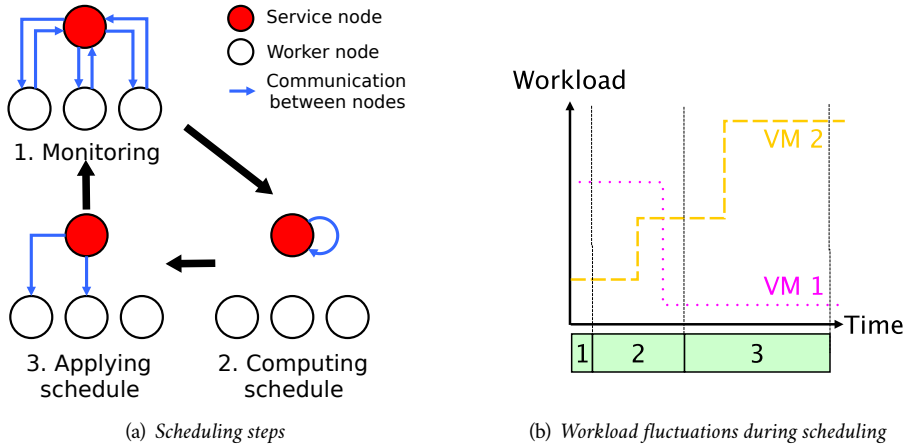 Service node
Worker node
Communication
between nodes
1. Monitoring
3. Applying
schedule
2. Computing
schedule
(a) Scheduling steps
Workload
VM 2
VM 1
Time
1 2 3
(b) Workload fluctuations during scheduling